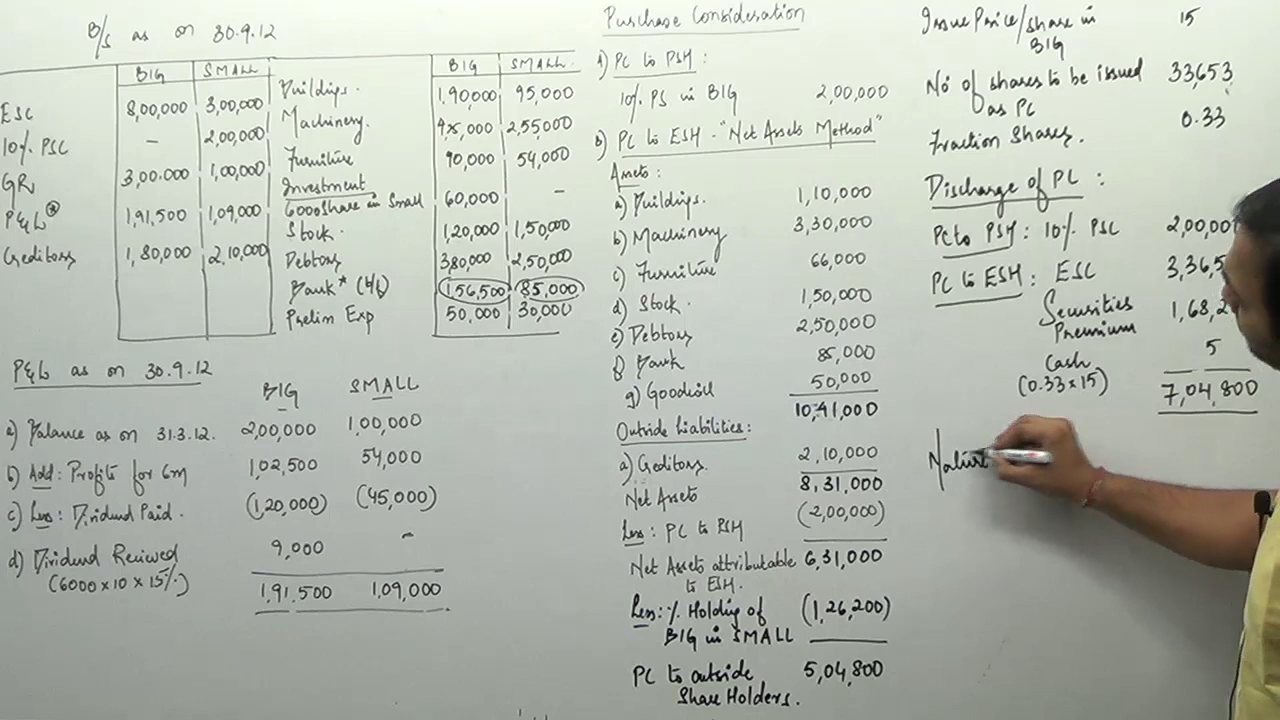 B/S as on 30.9.12
BIG SMALL BIG SMALL
ESC 8,00,000 3,00,000 Buildings. 1,90,000 95,000
10% PSC – 2,00,000 Machinery. 2,55,000
GR 3,00,000 1,00,000 Furniture 90,000 54,000
P&L* 1,91,500 1,09,000 Investment
6000 Share in Small 60,000 –
Creditors 1,80,000 2,10,000 Stock. 1,20,000 1,50,000
Debtors 3,80,000 2,50,000
Bank* 1,56,500 85,000
Prelim Exp 50,000 30,000
P&L as on 30.9.12
BIG SMALL
a) Balance as on 31.3.12. 2,00,000 1,00,000
b) Add: Profits for 6m 1,02,500 54,000
c) Less: Dividend Paid. (1,20,000) (45,000)
d) Dividend Received 9,000 –
(6000 x 10 x 15%)
1,91,500 1,09,000
Purchase Consideration
PC to PSH:
10% PS in BIG 2,00,000
PC to ESH - "Net Assets Method"
Assets:
a) Buildings. 1,10,000
b) Machinery 3,30,000
c) Furniture 66,000
d) Stock. 1,50,000
e) Debtors 2,50,000
f) Bank 85,000
g) Goodwill 50,000
10,41,000
Outside Liabilities:
a) Creditors. 2,10,000
8,31,000
Net Assets
Less: PC to PSH (2,00,000)
Net Assets attributable 6,31,000
to ESH.
Less: % Holding of (1,26,200)
BIG in SMALL
PC to outside 5,04,800
Share Holders.
Issue Price/share in 15
BIG
No of shares to be issued 33,653
as PC
Fraction Shares. 0.33
Discharge of PC:
PC to PSH: 10% PSC 2,00,00
PC to ESH: ESC 3,36,5
Securities 1,68,2
Premium
Cash 5
(0.33x15)
7,04,800